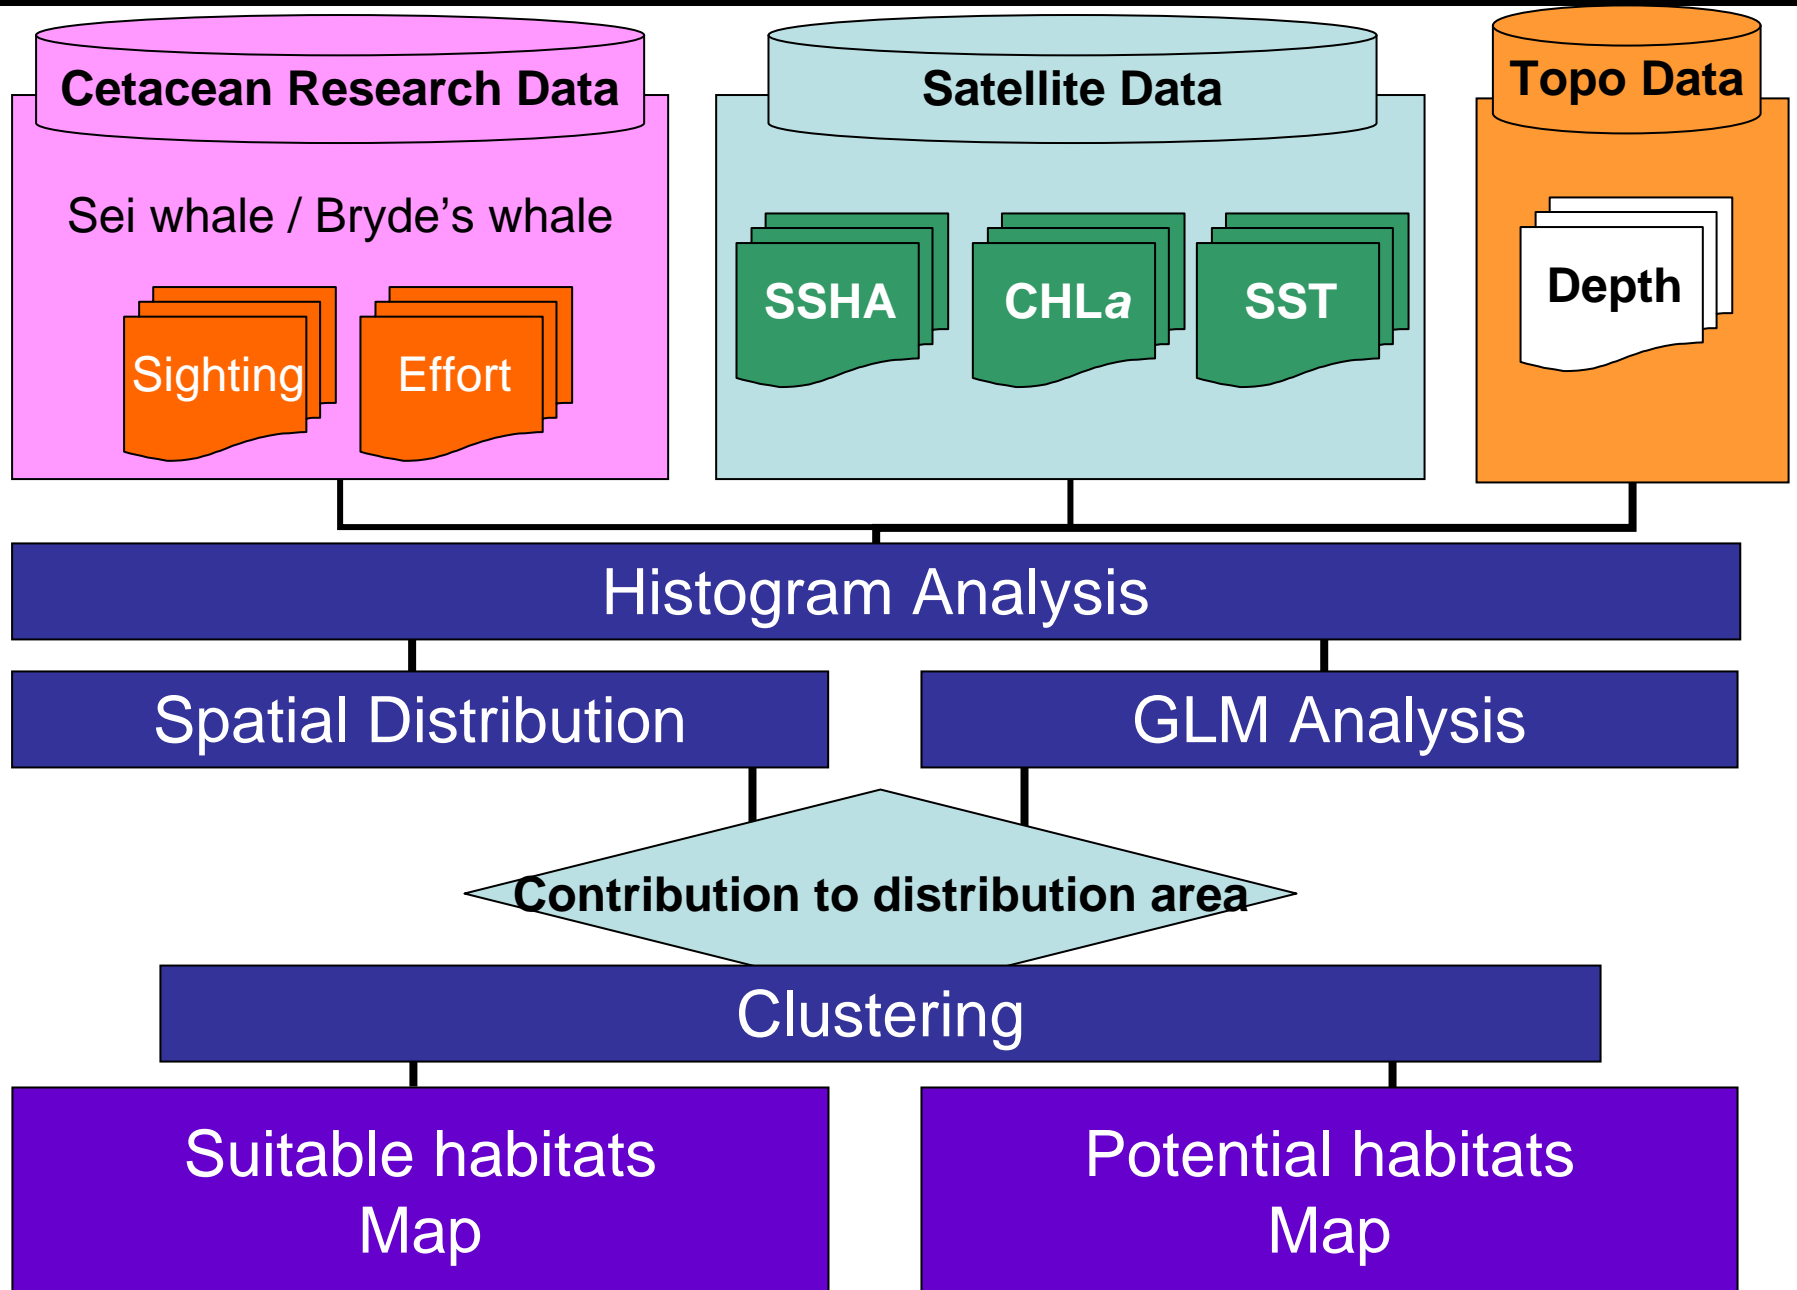 Cetacean Research Data
Satellite Data
Topo Data
Sei whale / Bryde's whale
Sighting
Effort
SSHA
CHLa
SST
Depth
Histogram Analysis
Spatial Distribution
GLM Analysis
Contribution to distribution area
Clustering
Suitable habitats
Map
Potential habitats
Map